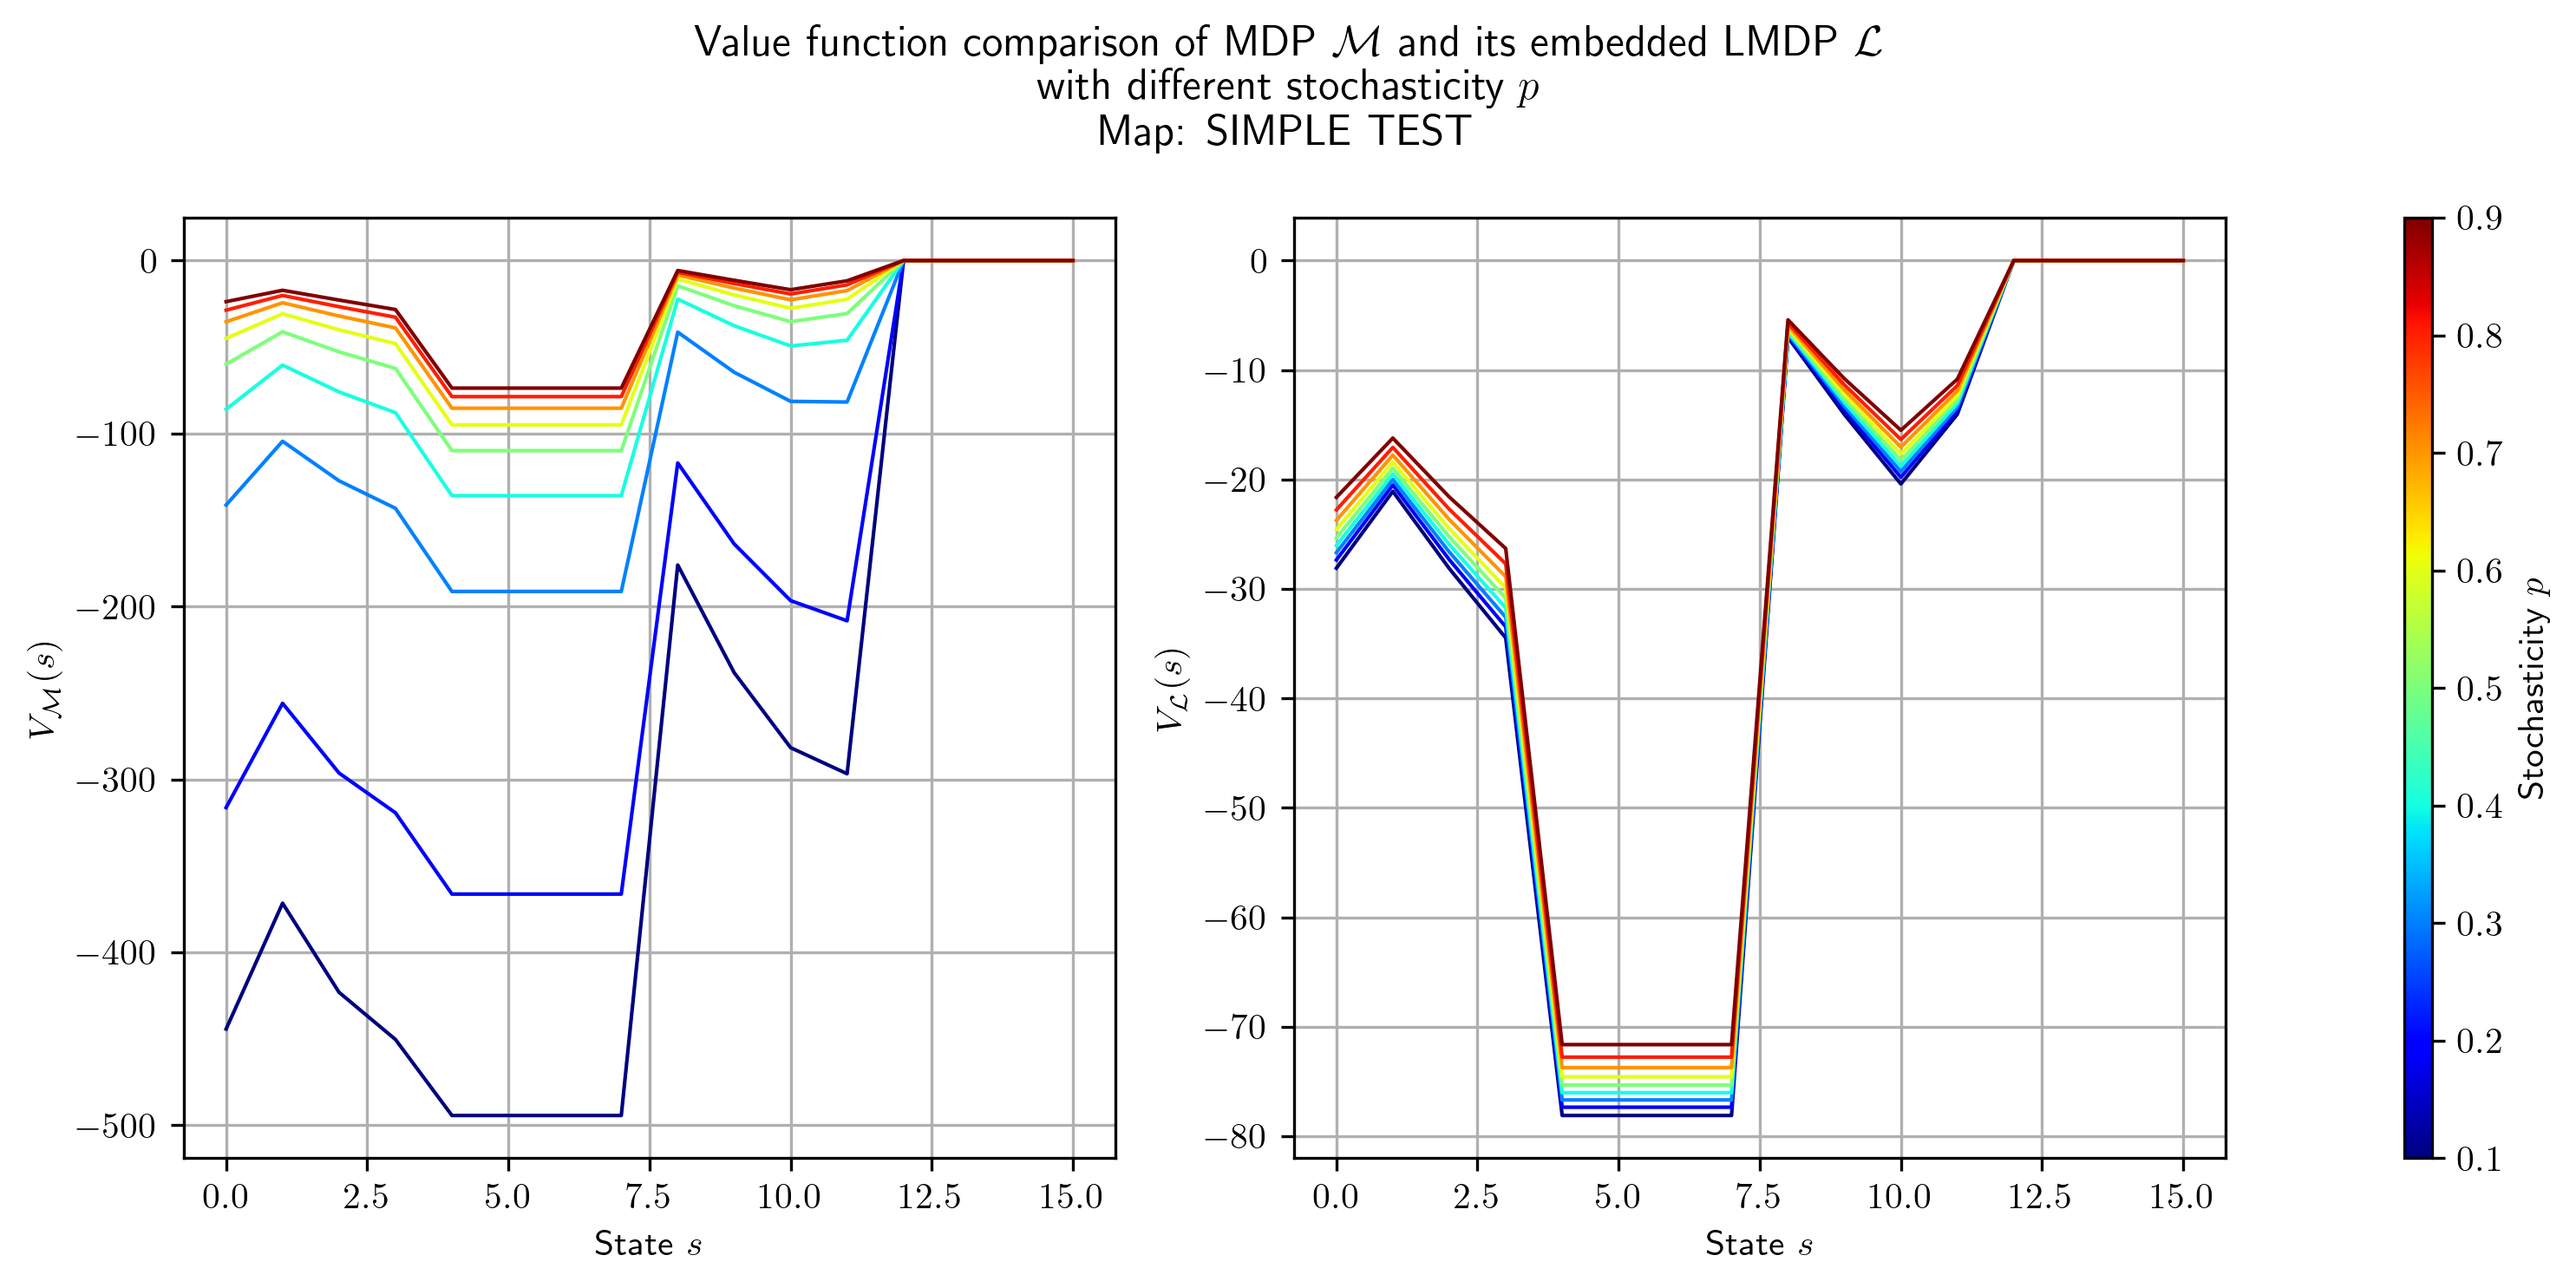 Value function comparison of MDP ℳ and its embedded LMDP ℒ
with different stochasticity p
Map: SIMPLE TEST
0
−100
−200
−300
−400
−500
V_ℳ(s)
0.0 2.5 5.0 7.5 10.0 12.5 15.0
State s
0
−10
−20
−30
−40
−50
−60
−70
−80
V_ℒ(s)
0.0 2.5 5.0 7.5 10.0 12.5 15.0
State s
0.9
0.8
0.7
0.6
0.5
0.4
0.3
0.2
0.1
Stochasticity p